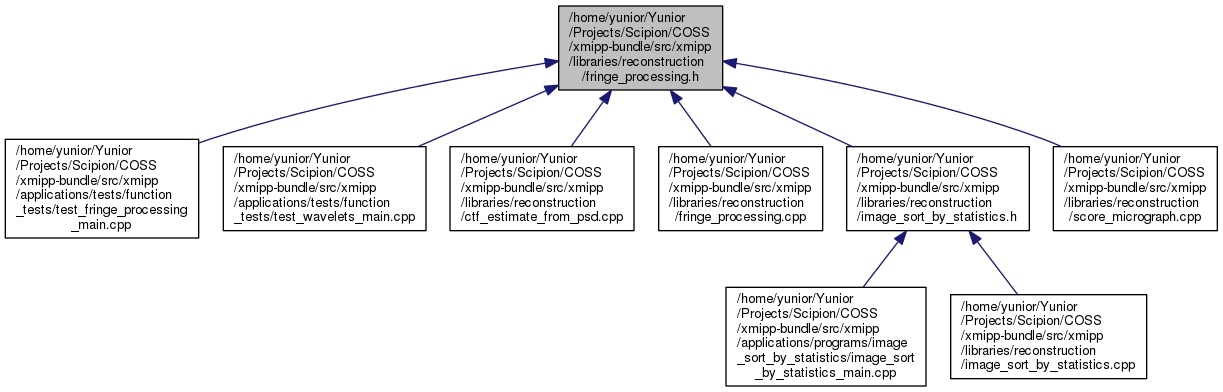 /home/yunior/Yunior
/Projects/Scipion/COSS
/xmipp-bundle/src/xmipp
/libraries/reconstruction
/fringe_processing.h
/home/yunior/Yunior
/Projects/Scipion/COSS
/xmipp-bundle/src/xmipp
/applications/tests/function
_tests/test_fringe_processing
_main.cpp
/home/yunior/Yunior
/Projects/Scipion/COSS
/xmipp-bundle/src/xmipp
/applications/tests/function
_tests/test_wavelets_main.cpp
/home/yunior/Yunior
/Projects/Scipion/COSS
/xmipp-bundle/src/xmipp
/libraries/reconstruction
/ctf_estimate_from_psd.cpp
/home/yunior/Yunior
/Projects/Scipion/COSS
/xmipp-bundle/src/xmipp
/libraries/reconstruction
/fringe_processing.cpp
/home/yunior/Yunior
/Projects/Scipion/COSS
/xmipp-bundle/src/xmipp
/libraries/reconstruction
/image_sort_by_statistics.h
/home/yunior/Yunior
/Projects/Scipion/COSS
/xmipp-bundle/src/xmipp
/libraries/reconstruction
/score_micrograph.cpp
/home/yunior/Yunior
/Projects/Scipion/COSS
/xmipp-bundle/src/xmipp
/applications/programs/image
_sort_by_statistics/image_sort
_by_statistics_main.cpp
/home/yunior/Yunior
/Projects/Scipion/COSS
/xmipp-bundle/src/xmipp
/libraries/reconstruction
/image_sort_by_statistics.cpp